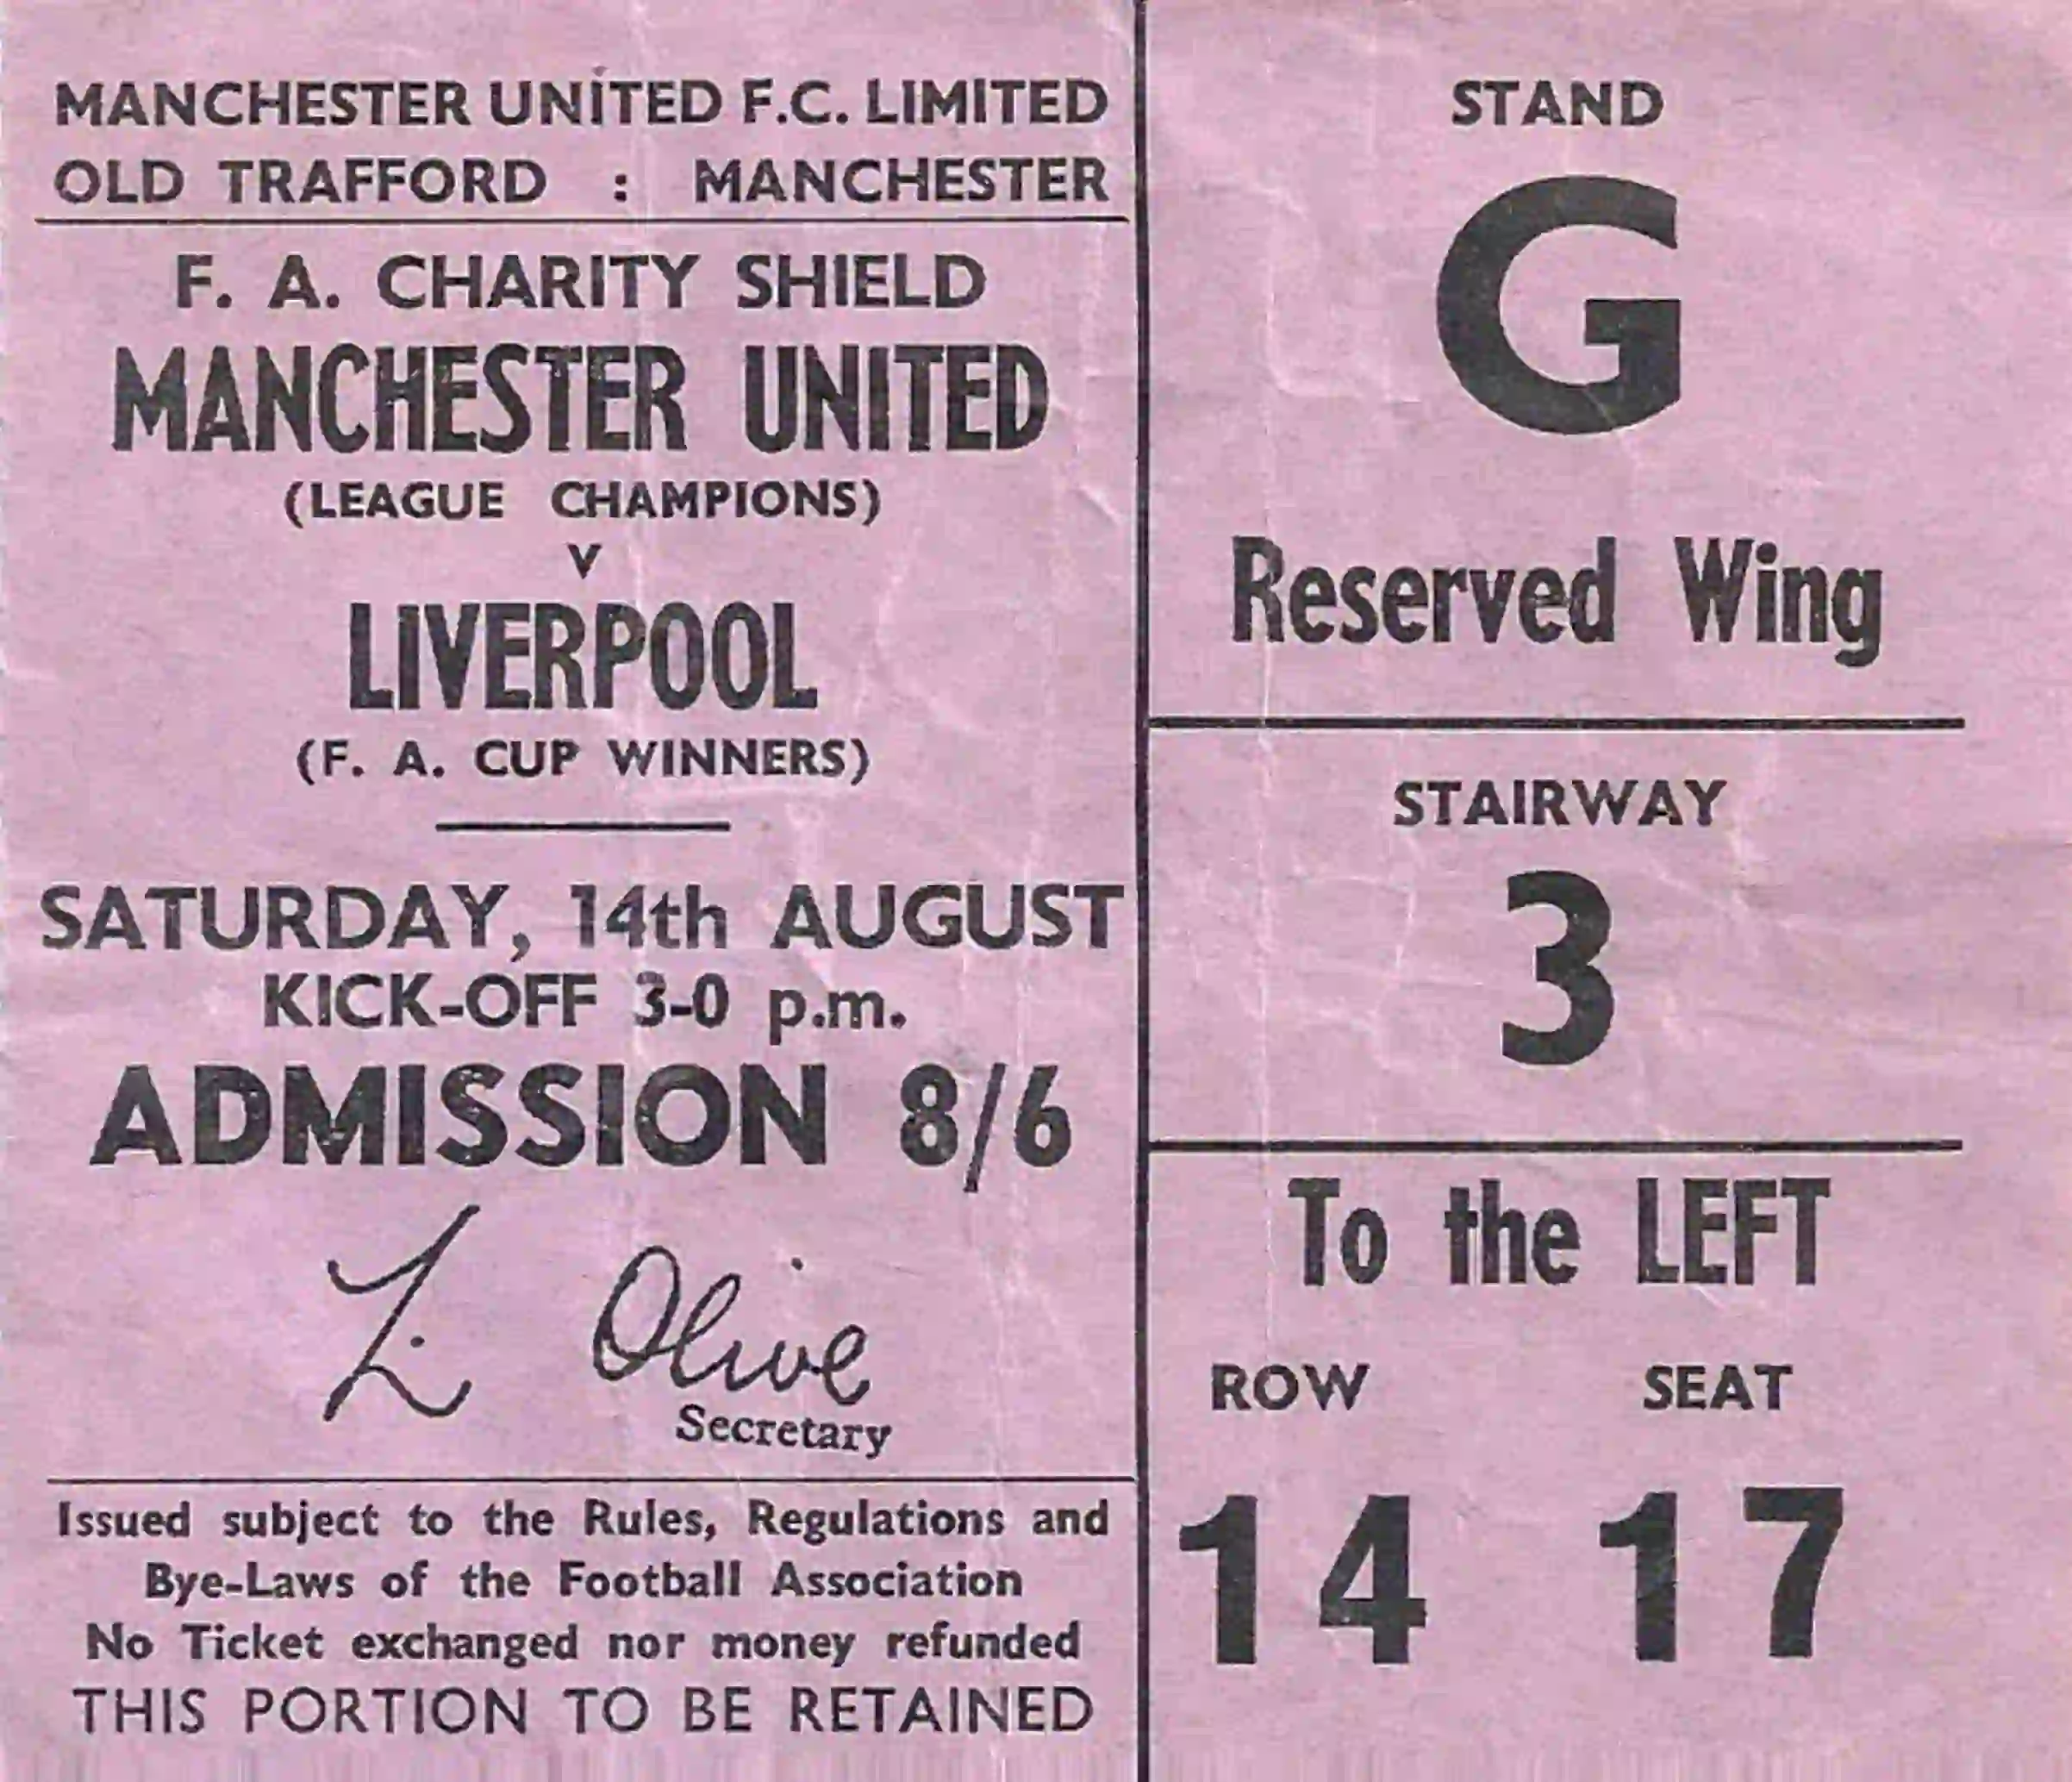 MANCHESTER UNITED F.C. LIMITED
OLD TRAFFORD : MANCHESTER
F. A. CHARITY SHIELD
MANCHESTER UNITED
(LEAGUE CHAMPIONS)
V
LIVERPOOL
(F. A. CUP WINNERS)
SATURDAY, 14th AUGUST
KICK-OFF 3-0 p.m.
ADMISSION 8/6
L. Olive
Secretary
Issued subject to the Rules, Regulations and
Bye-Laws of the Football Association
No Ticket exchanged nor money refunded
THIS PORTION TO BE RETAINED
STAND
G
Reserved Wing
STAIRWAY
3
To the LEFT
ROW SEAT
14 17